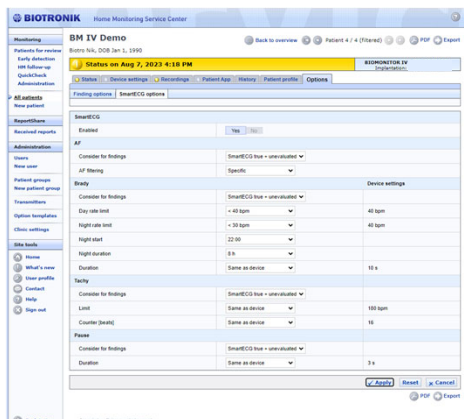 BIOTRONIK Home Monitoring Service Center
Monitoring
Patients for review
Early detection
HM follow-up
QuickCheck
Administration
All patients
New patient
ReportShare
Received reports
Administration
Users
New user
Patient groups
New patient group
Transmitters
Option templates
Clinic settings
Site tools
Home
What's new
User profile
Contact
Help
Sign out
BM IV Demo
Back to overview Patient 4 / 4 (filtered) PDF Export
Biotro Nik, DOB Jan 1, 1990
Status on Aug 7, 2023 4:18 PM
BIOMONITOR IV
Implantation:
Status Device settings Recordings Patient App History Patient profile Options
Finding options SmartECG options
SmartECG
Enabled Yes No
AF
Consider for findings SmartECG true + unevaluated
AF filtering Specific
Brady Device settings
Consider for findings SmartECG true + unevaluated
Day rate limit < 40 bpm 40 bpm
Night rate limit < 30 bpm 40 bpm
Night start 22:00
Night duration 8 h
Duration Same as device 10 s
Tachy
Consider for findings SmartECG true + unevaluated
Limit Same as device 180 bpm
Counter [beats] Same as device 16
Pause
Consider for findings SmartECG true + unevaluated
Duration Same as device 3 s
Apply Reset Cancel
PDF Export